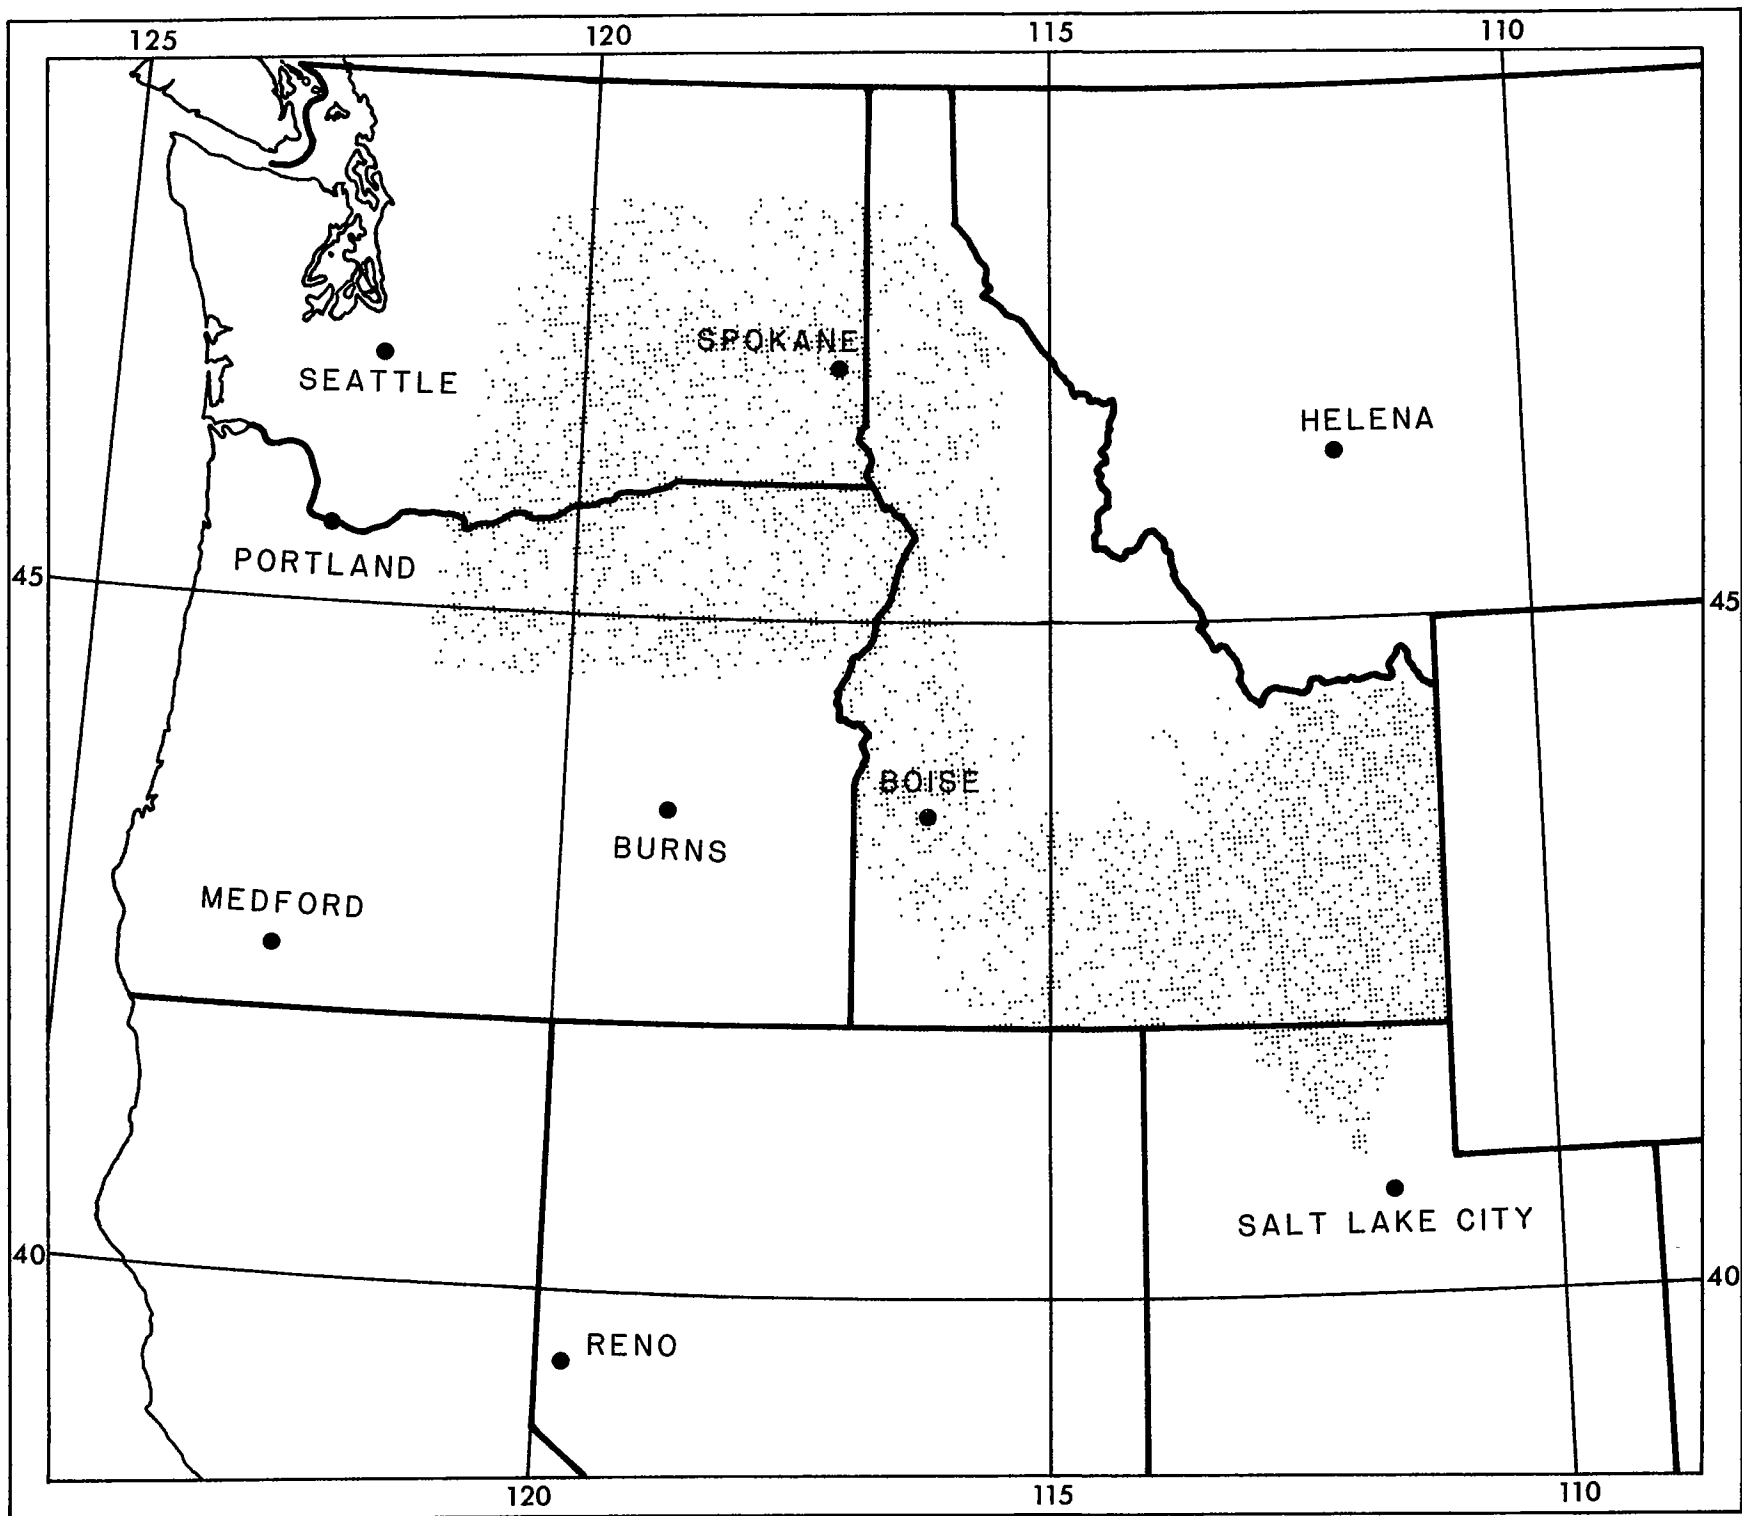 125 120 115 110
SPOKANE
SEATTLE
HELENA
PORTLAND
45 45
BOISE
BURNS
MEDFORD
SALT LAKE CITY
40 40
RENO
120 115 110